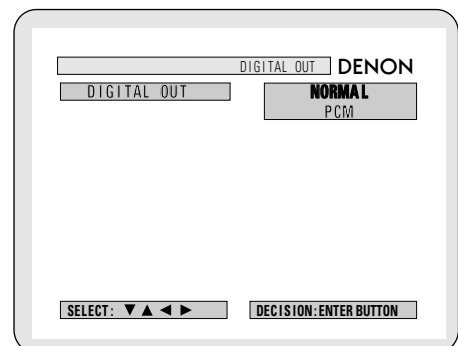 DIGITAL OUT DENON
DIGITAL OUT NORMAL
PCM
SELECT: ▼ ▲ ◀ ▶ DECISION: ENTER BUTTON